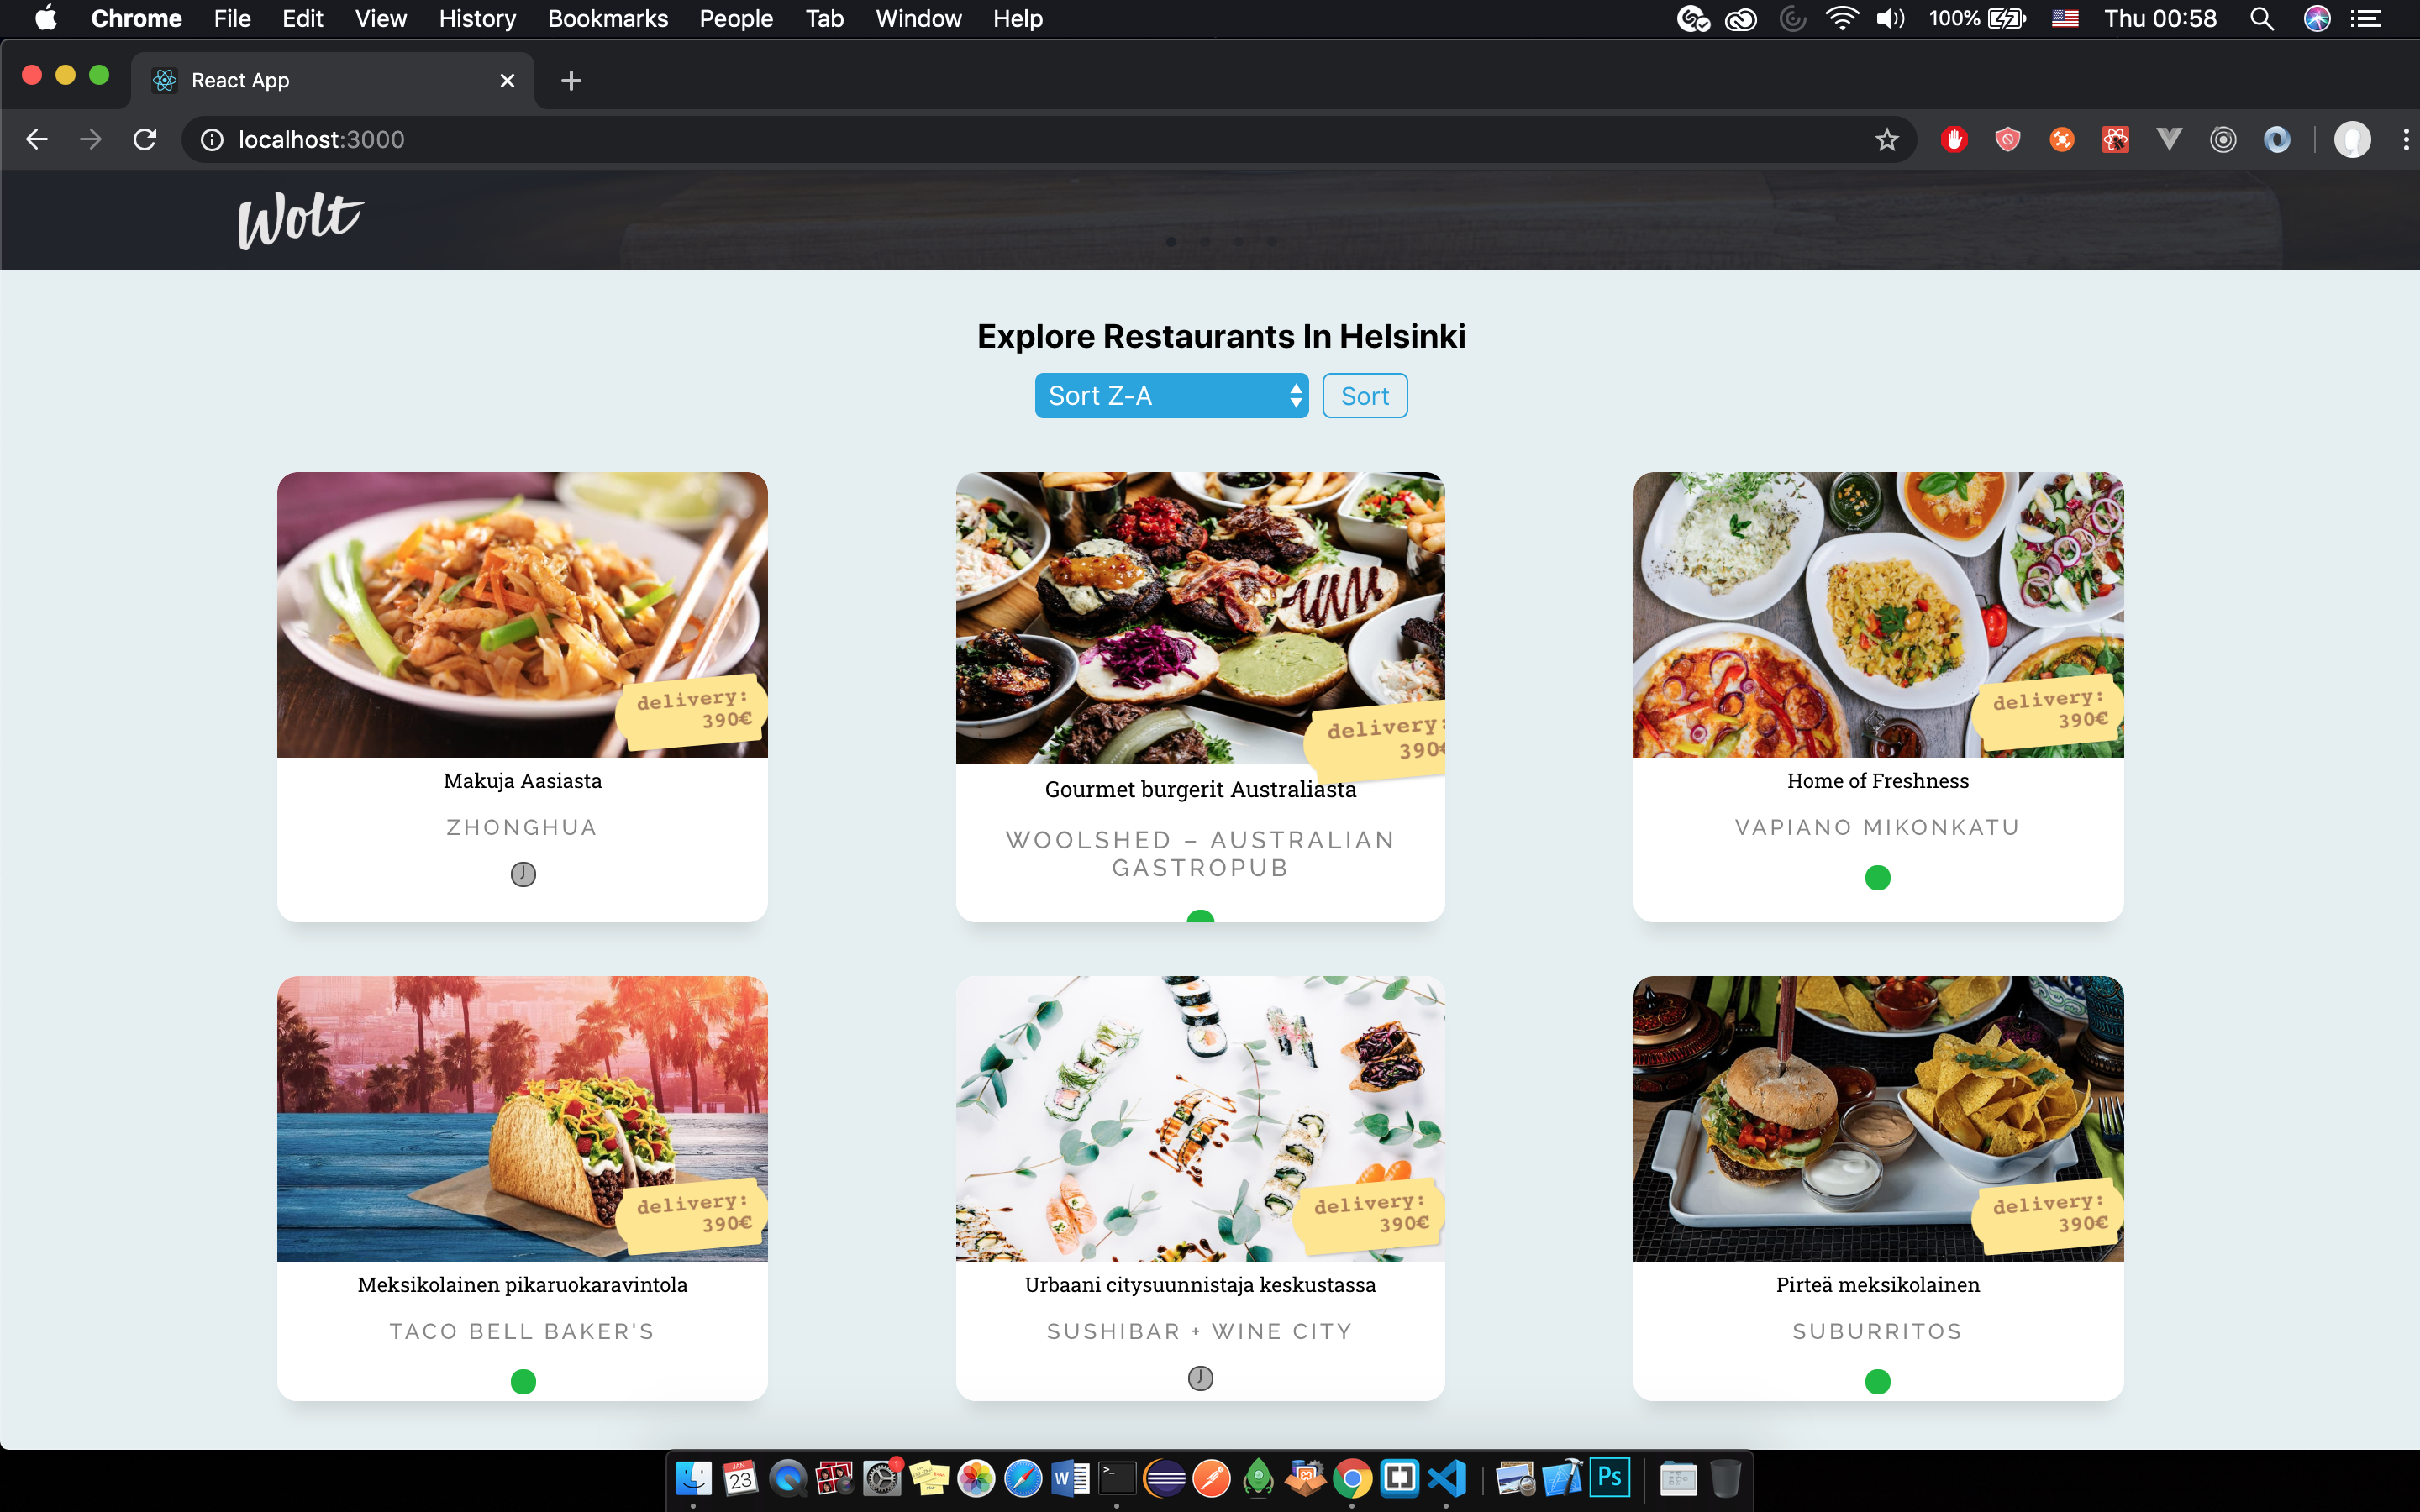 Chrome File Edit View History Bookmarks People Tab Window Help 100% Thu 00:58
React App
localhost:3000
Wolt
Explore Restaurants In Helsinki
Sort Z-A Sort
delivery:
390€
Makuja Aasiasta
ZHONGHUA
delivery:
390€
Gourmet burgerit Australiasta
WOOLSHED – AUSTRALIAN
GASTROPUB
delivery:
390€
Home of Freshness
VAPIANO MIKONKATU
delivery:
390€
Meksikolainen pikaruokaravintola
TACO BELL BAKER'S
delivery:
390€
Urbaani citysuunnistaja keskustassa
SUSHIBAR + WINE CITY
delivery:
390€
Pirteä meksikolainen
SUBURRITOS
JAN
23
1
W
Ps